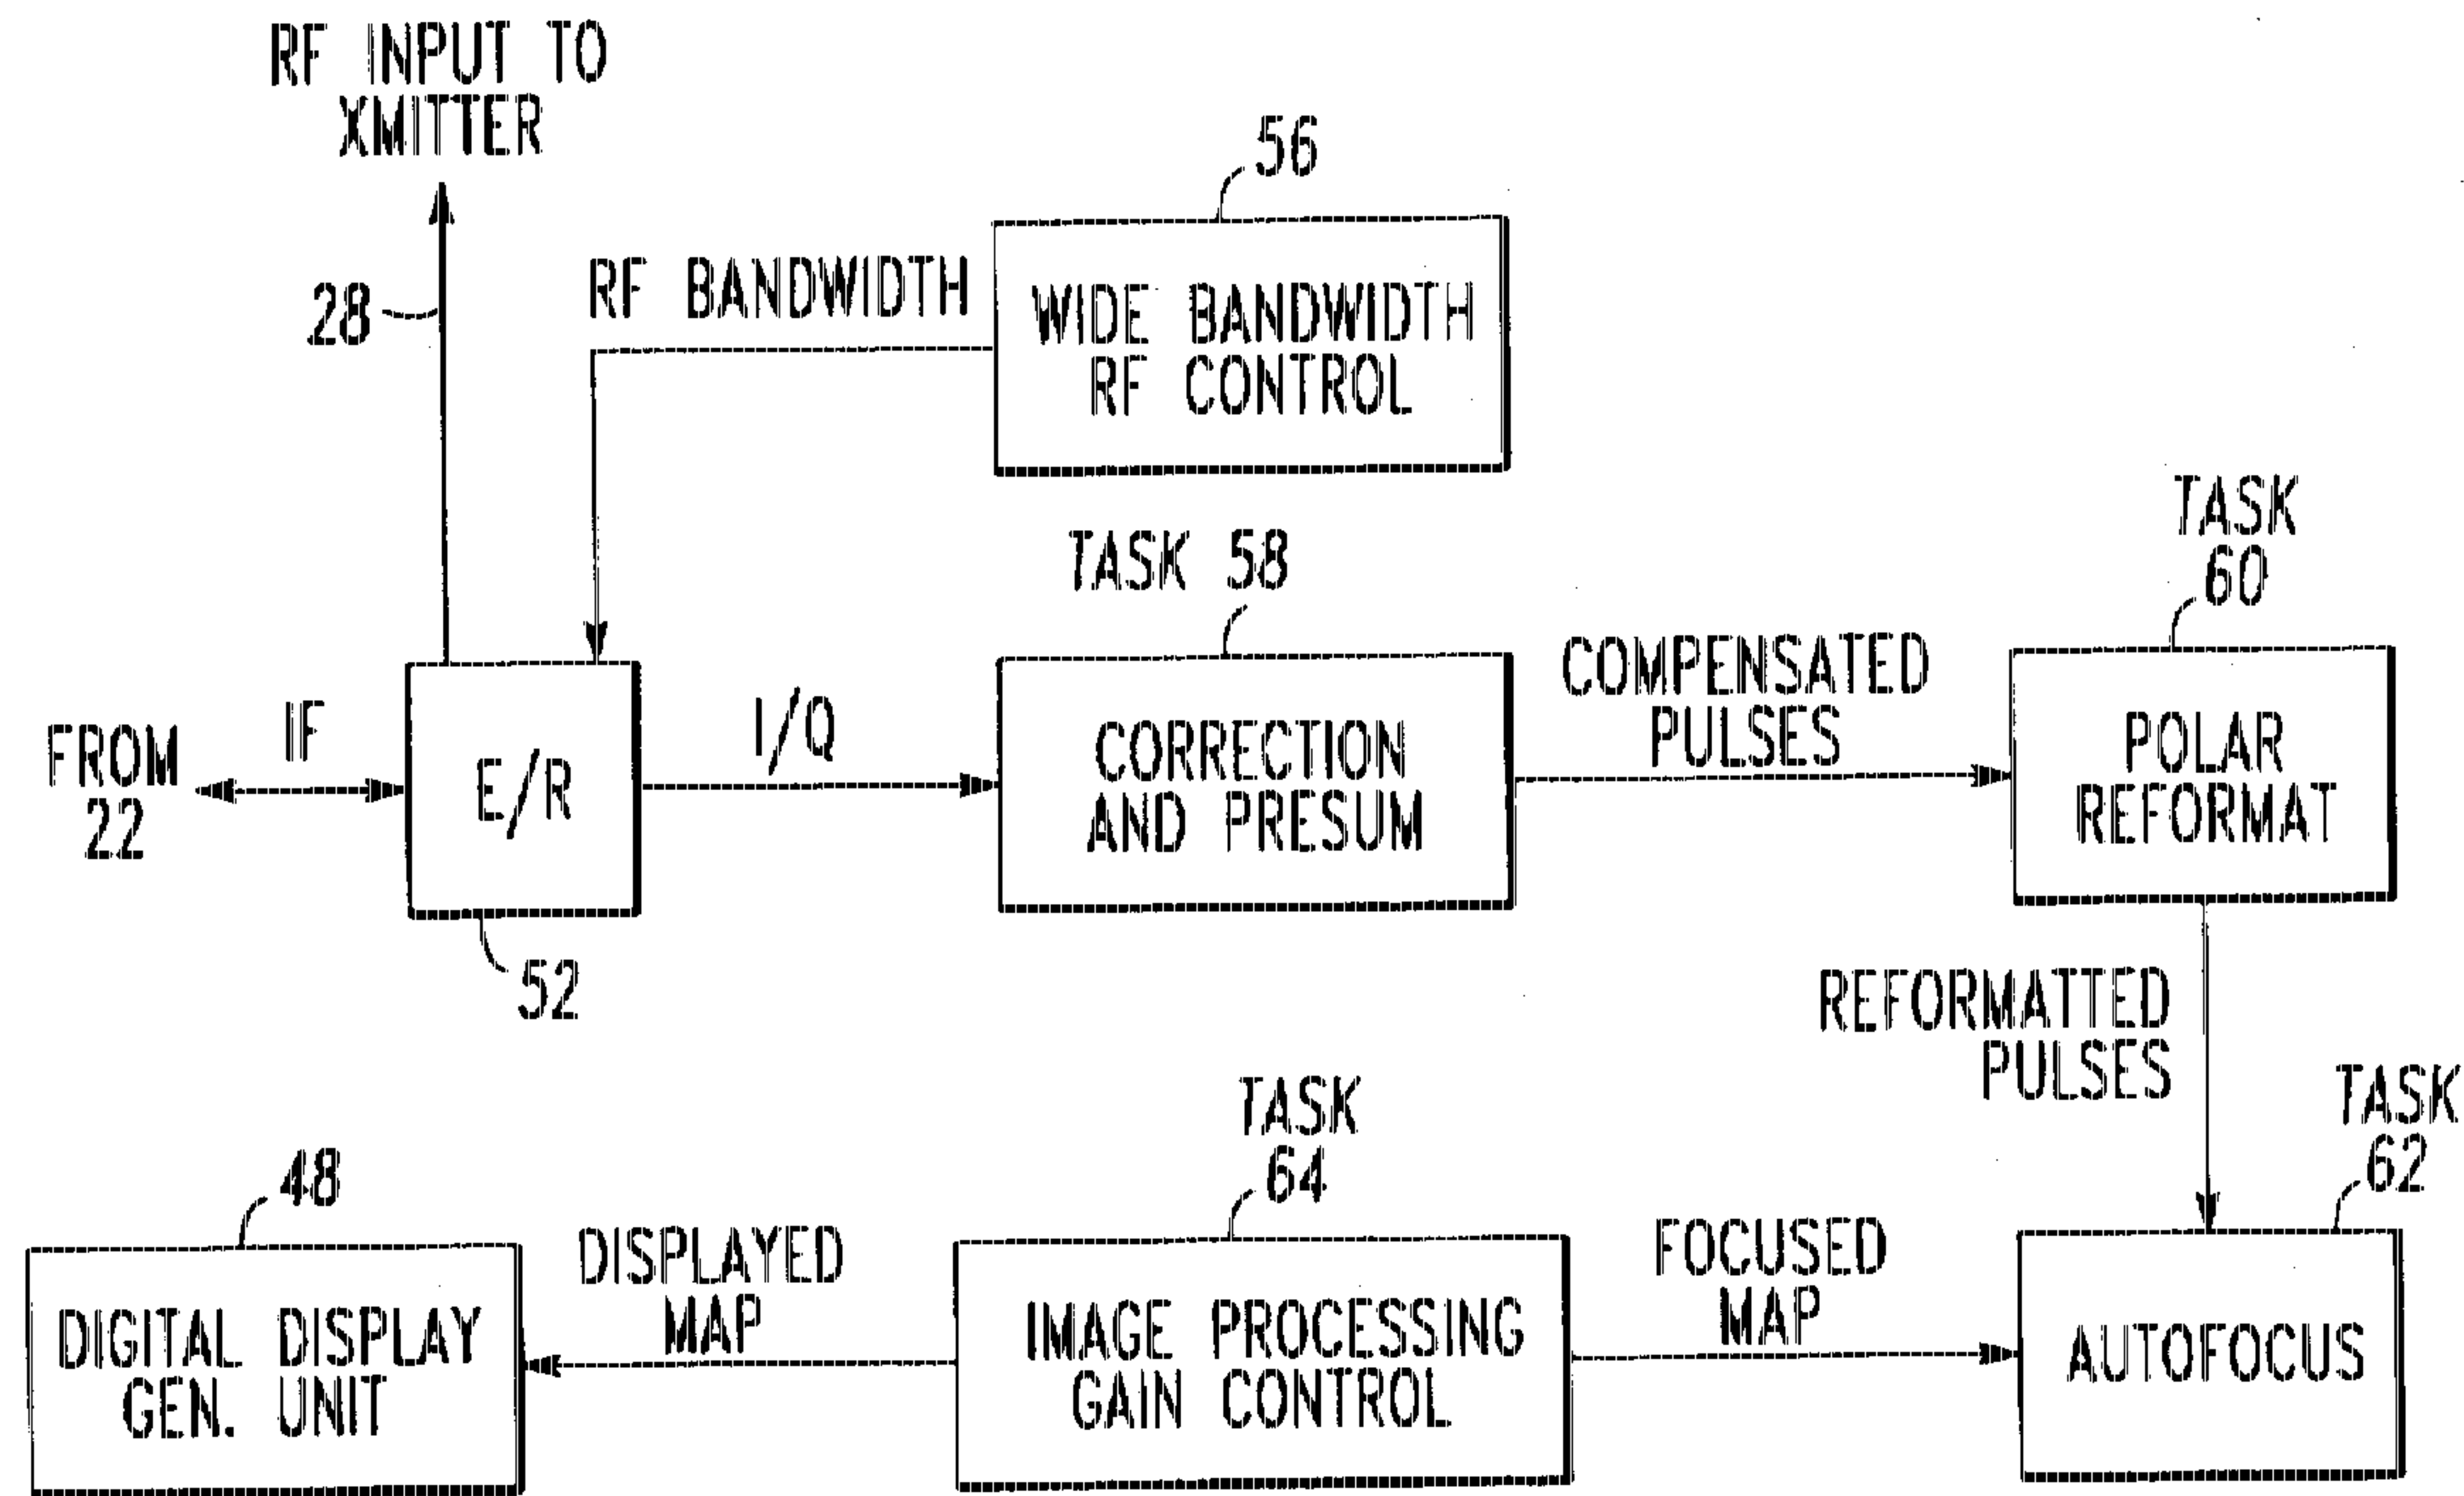 RF INPUT TO
XMITTER
28
RF BANDWIDTH
56
WIDE BANDWIDTH
RF CONTROL
FROM
22
IF
E/R
52
I/Q
TASK 58
CORRECTION
AND PRESUM
COMPENSATED
PULSES
TASK
60
POLAR
REFORMAT
REFORMATTED
PULSES
TASK
62
AUTOFOCUS
FOCUSED
MAP
TASK
64
IMAGE PROCESSING
GAIN CONTROL
DISPLAYED
MAP
48
DIGITAL DISPLAY
GEN. UNIT